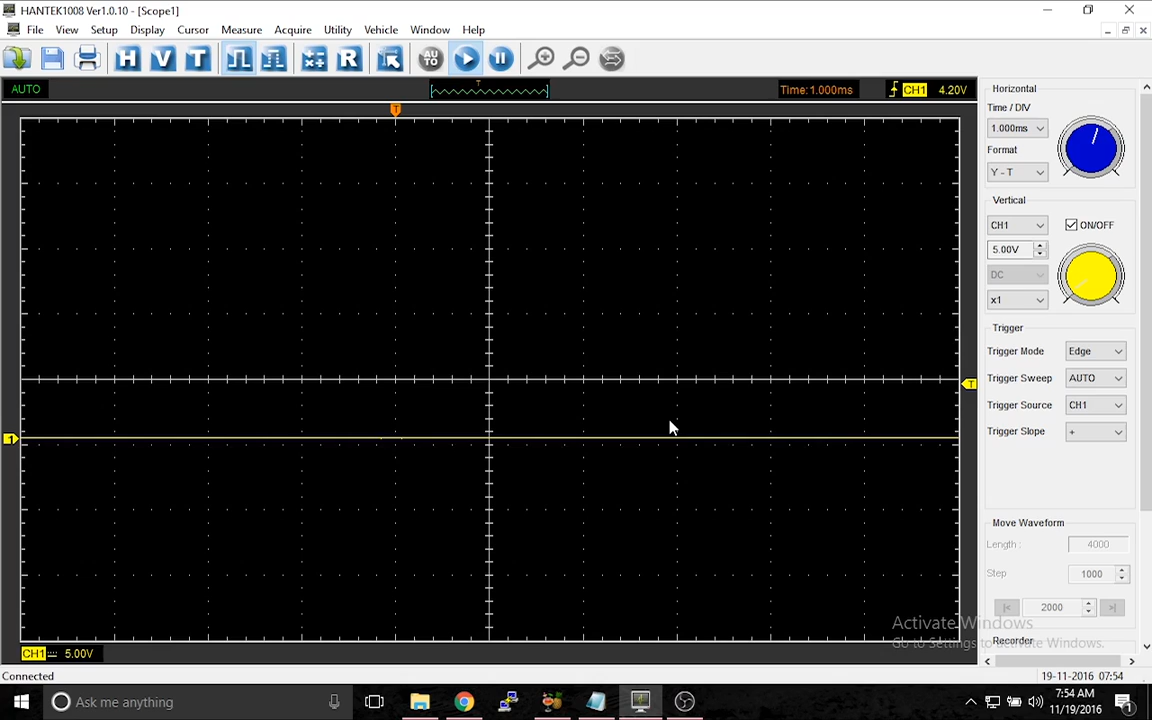 HANTEK1008 Ver1.0.10 - [Scope1]
File View Setup Display Cursor Measure Acquire Utility Vehicle Window Help
H V T R AUTO
AUTO
T
Time:1.000ms
CH1 4.20V
T
T
1
CH1 5.00V
Horizontal
Time / DIV
1.000ms
Format
Y - T
Vertical
CH1
ON/OFF
5.00V
DC
x1
Trigger
Trigger Mode Edge
Trigger Sweep AUTO
Trigger Source CH1
Trigger Slope +
Move Waveform
Length : 4000
Step 1000
|< 2000 >|
Recorder
Activate Windows
Go to Settings to activate Windows.
Connected
19-11-2016 07:54
Ask me anything
7:54 AM
11/19/2016
1